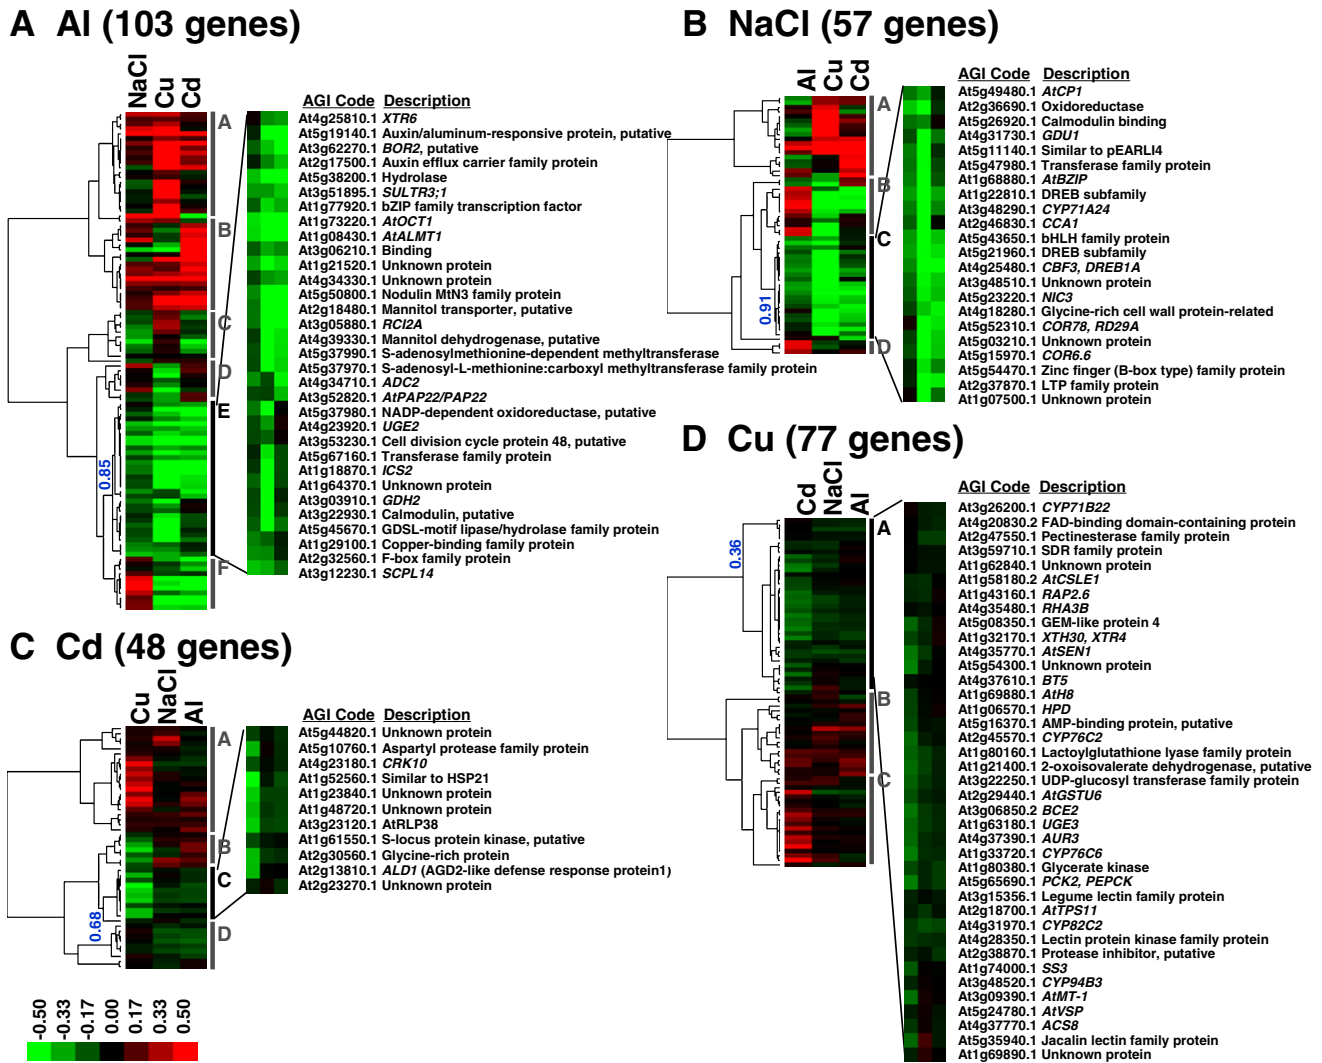 A Al (103 genes)
NaCl
Cu
Cd
A
B
C
D
E
F
0.85
AGI Code Description
At4g25810.1 XTR6
At5g19140.1 Auxin/aluminum-responsive protein, putative
At3g62270.1 BOR2, putative
At2g17500.1 Auxin efflux carrier family protein
At5g38200.1 Hydrolase
At3g51895.1 SULTR3;1
At1g77920.1 bZIP family transcription factor
At1g73220.1 AtOCT1
At1g08430.1 AtALMT1
At3g06210.1 Binding
At1g21520.1 Unknown protein
At4g34330.1 Unknown protein
At5g50800.1 Nodulin MtN3 family protein
At2g18480.1 Mannitol transporter, putative
At3g05880.1 RCI2A
At4g39330.1 Mannitol dehydrogenase, putative
At5g37990.1 S-adenosylmethionine-dependent methyltransferase
At5g37970.1 S-adenosyl-L-methionine:carboxyl methyltransferase family protein
At4g34710.1 ADC2
At3g52820.1 AtPAP22/PAP22
At5g37980.1 NADP-dependent oxidoreductase, putative
At4g23920.1 UGE2
At3g53230.1 Cell division cycle protein 48, putative
At5g67160.1 Transferase family protein
At1g18870.1 ICS2
At1g64370.1 Unknown protein
At3g03910.1 GDH2
At3g22930.1 Calmodulin, putative
At5g45670.1 GDSL-motif lipase/hydrolase family protein
At1g29100.1 Copper-binding family protein
At2g32560.1 F-box family protein
At3g12230.1 SCPL14
B NaCl (57 genes)
Al
Cu
Cd
A
B
C
D
0.91
AGI Code Description
At5g49480.1 AtCP1
At2g36690.1 Oxidoreductase
At5g26920.1 Calmodulin binding
At4g31730.1 GDU1
At5g11140.1 Similar to pEARLI4
At5g47980.1 Transferase family protein
At1g68880.1 AtBZIP
At1g22810.1 DREB subfamily
At3g48290.1 CYP71A24
At2g46830.1 CCA1
At5g43650.1 bHLH family protein
At5g21960.1 DREB subfamily
At4g25480.1 CBF3, DREB1A
At3g48510.1 Unknown protein
At5g23220.1 NIC3
At4g18280.1 Glycine-rich cell wall protein-related
At5g52310.1 COR78, RD29A
At5g03210.1 Unknown protein
At5g15970.1 COR6.6
At5g54470.1 Zinc finger (B-box type) family protein
At2g37870.1 LTP family protein
At1g07500.1 Unknown protein
C Cd (48 genes)
Cu
NaCl
Al
A
B
C
D
0.68
AGI Code Description
At5g44820.1 Unknown protein
At5g10760.1 Aspartyl protease family protein
At4g23180.1 CRK10
At1g52560.1 Similar to HSP21
At1g23840.1 Unknown protein
At1g48720.1 Unknown protein
At3g23120.1 AtRLP38
At1g61550.1 S-locus protein kinase, putative
At2g30560.1 Glycine-rich protein
At2g13810.1 ALD1 (AGD2-like defense response protein1)
At2g23270.1 Unknown protein
-0.50
-0.33
-0.17
0.00
0.17
0.33
0.50
D Cu (77 genes)
Cd
NaCl
Al
A
B
C
0.36
AGI Code Description
At3g26200.1 CYP71B22
At4g20830.2 FAD-binding domain-containing protein
At2g47550.1 Pectinesterase family protein
At3g59710.1 SDR family protein
At1g62840.1 Unknown protein
At1g58180.2 AtCSLE1
At1g43160.1 RAP2.6
At4g35480.1 RHA3B
At5g08350.1 GEM-like protein 4
At1g32170.1 XTH30, XTR4
At4g35770.1 AtSEN1
At5g54300.1 Unknown protein
At4g37610.1 BT5
At1g69880.1 AtH8
At1g06570.1 HPD
At5g16370.1 AMP-binding protein, putative
At2g45570.1 CYP76C2
At1g80160.1 Lactoylglutathione lyase family protein
At1g21400.1 2-oxoisovalerate dehydrogenase, putative
At3g22250.1 UDP-glucosyl transferase family protein
At2g29440.1 AtGSTU6
At3g06850.2 BCE2
At1g63180.1 UGE3
At4g37390.1 AUR3
At1g33720.1 CYP76C6
At1g80380.1 Glycerate kinase
At5g65690.1 PCK2, PEPCK
At3g15356.1 Legume lectin family protein
At2g18700.1 AtTPS11
At4g31970.1 CYP82C2
At4g28350.1 Lectin protein kinase family protein
At2g38870.1 Protease inhibitor, putative
At1g74000.1 SS3
At3g48520.1 CYP94B3
At3g09390.1 AtMT-1
At5g24780.1 AtVSP
At4g37770.1 ACS8
At5g35940.1 Jacalin lectin family protein
At1g69890.1 Unknown protein